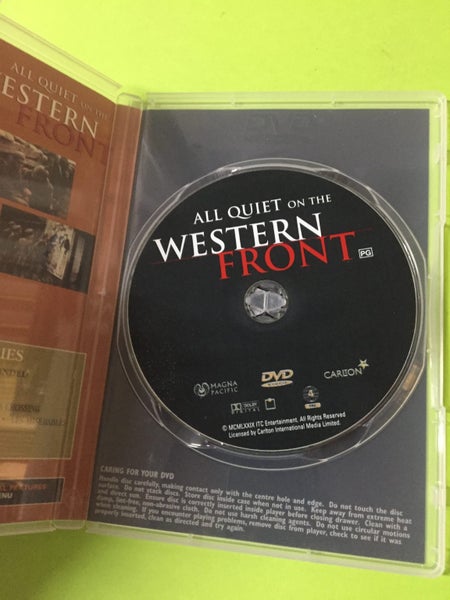 ALL QUIET ON THE
WESTERN
FRONT
ALL QUIET ON THE
WESTERN
FRONT PG
MAGNA
PACIFIC
DVD
CARLTON
DOLBY
DIGITAL
4
© MCMLXXIX ITC Entertainment. All Rights Reserved
Licensed by Carlton International Media Limited.
CROSSING
MENU
CARING FOR YOUR DVD
Handle disc carefully, making contact only with the centre hole and edge. Do not touch the disc
surface. Do not stack discs. Store disc inside case when not in use. Keep away from extreme heat
and direct sun. Ensure disc is correctly inserted inside player before closing drawer. Clean with a
damp, lint-free, non-abrasive cloth. Do not use harsh cleaning agents. Do not use circular motions
when cleaning. If you encounter playing problems, remove disc from player, check to see if it was
properly inserted, clean as directed and try again.